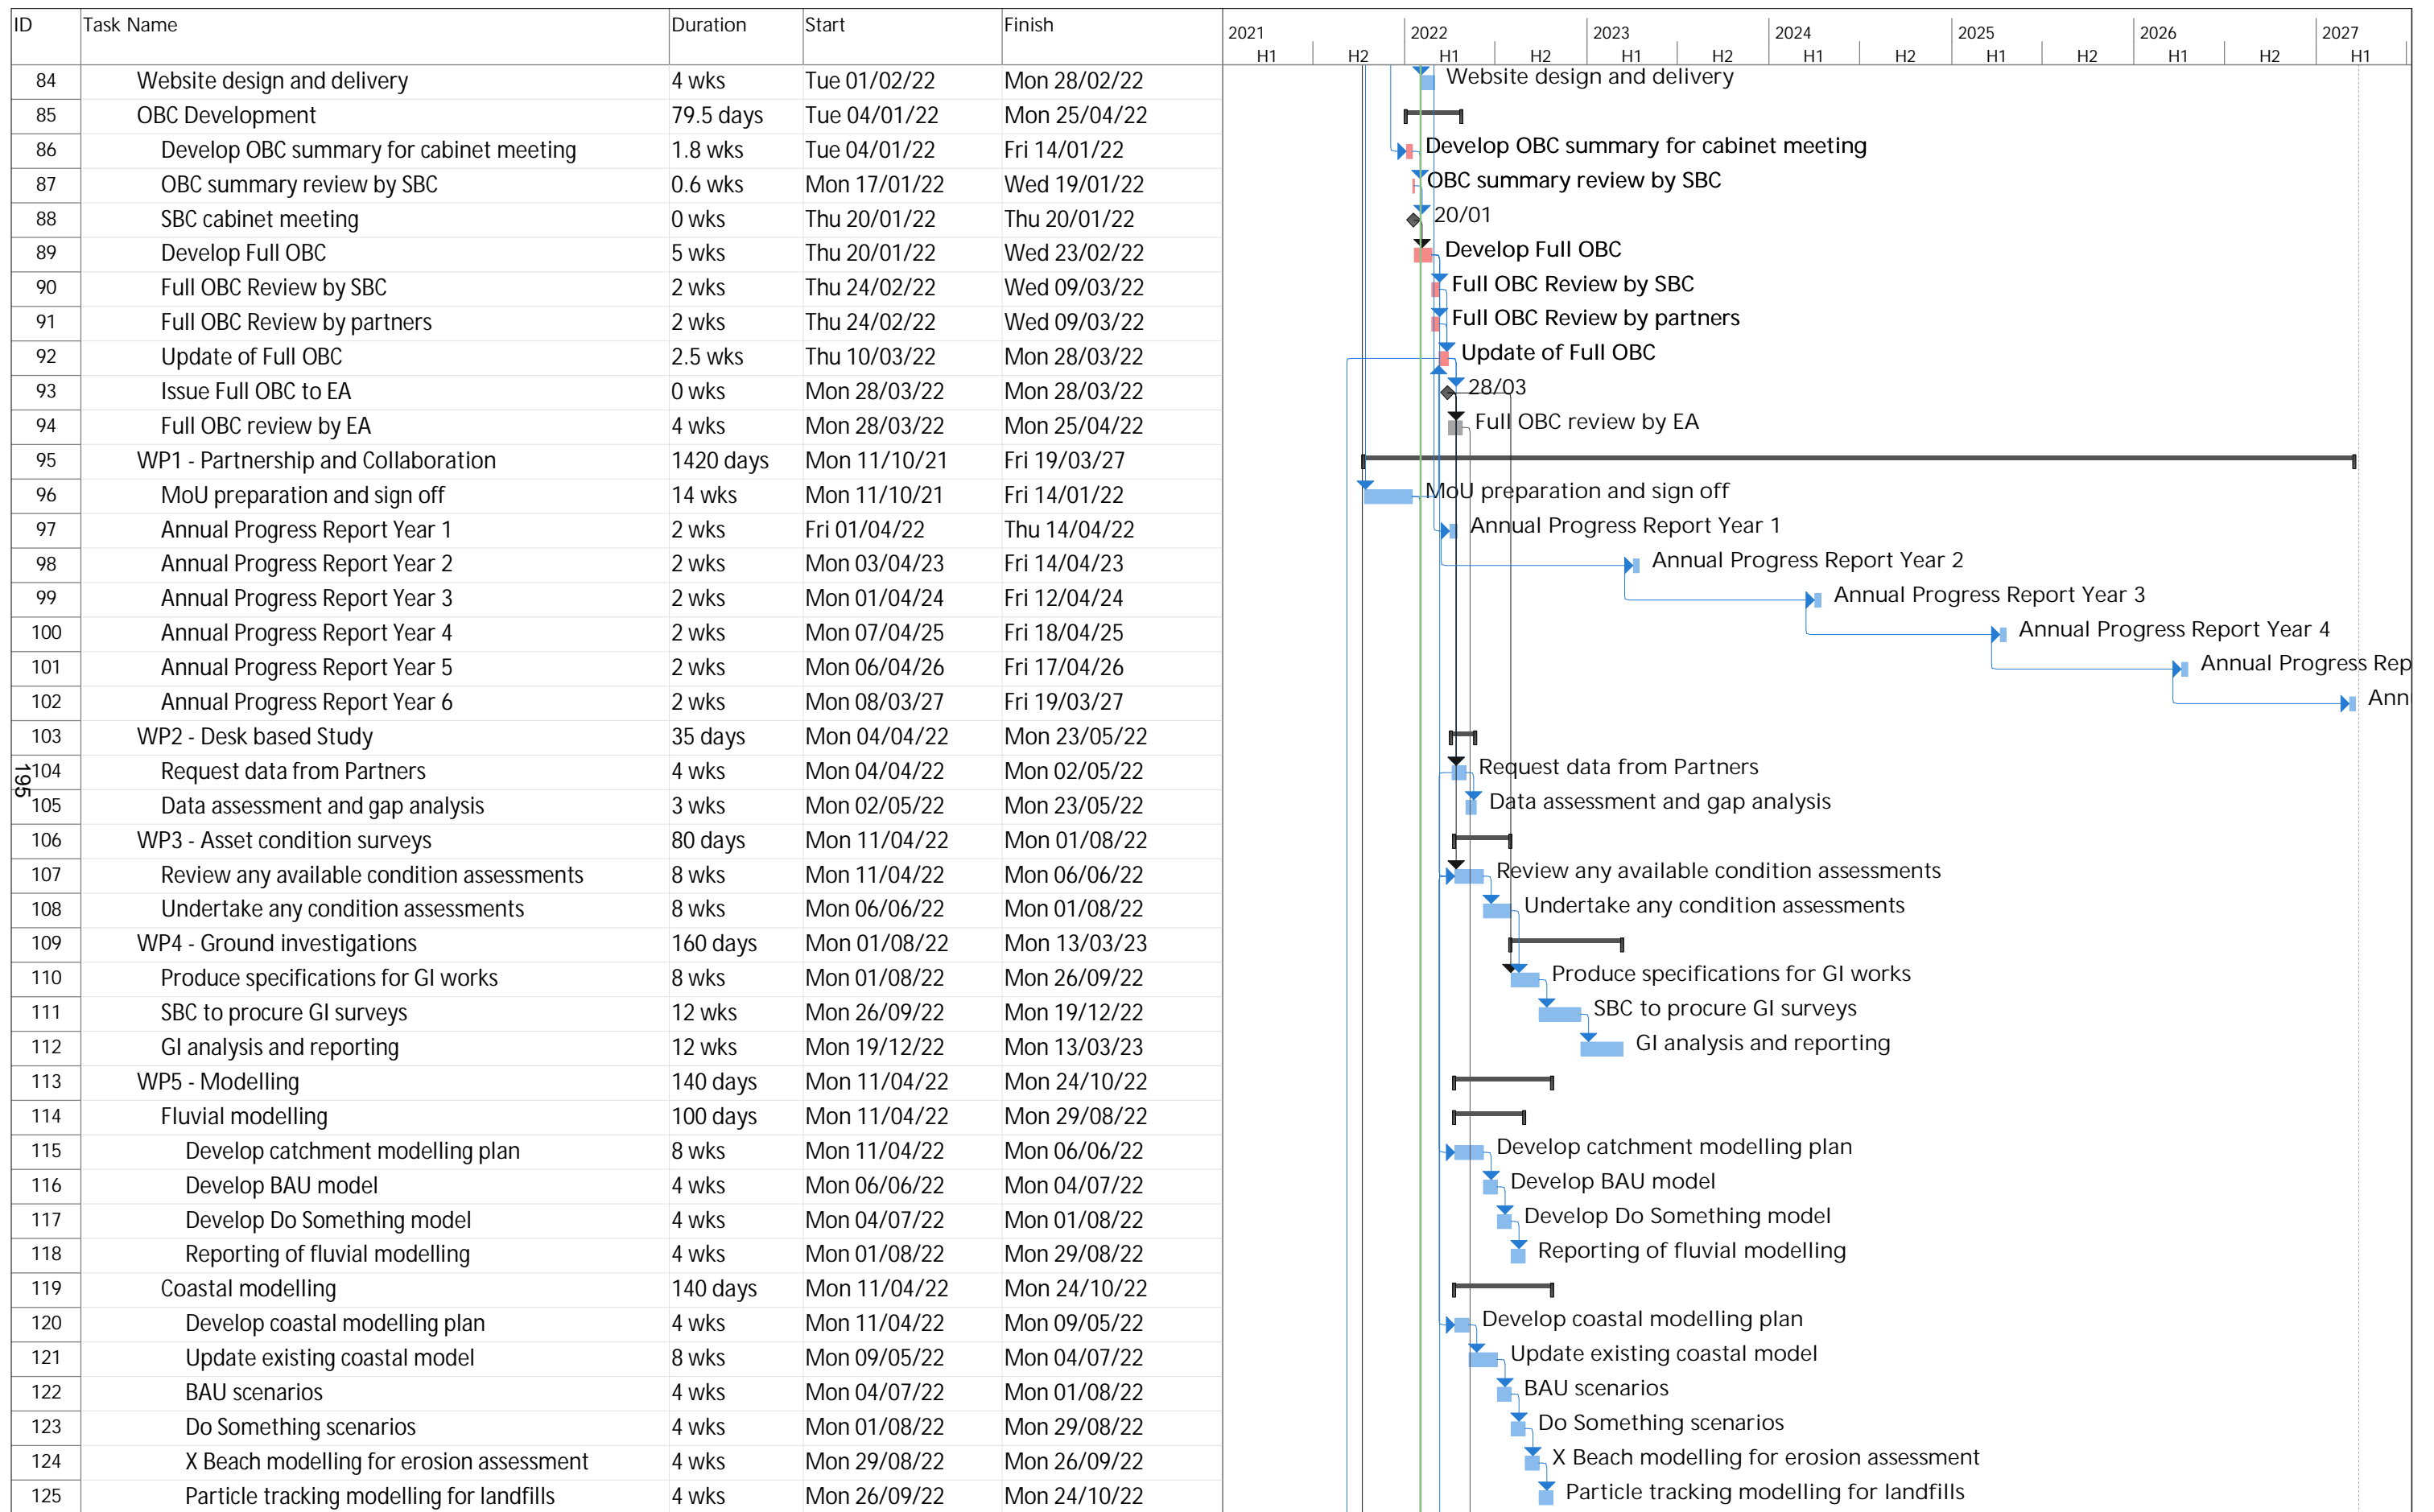 ID Task Name Duration Start Finish 2021 2022 2023 2024 2025 2026 2027
H1 H2 H1 H2 H1 H2 H1 H2 H1 H2 H1 H2 H1
84 Website design and delivery 4 wks Tue 01/02/22 Mon 28/02/22 Website design and delivery
85 OBC Development 79.5 days Tue 04/01/22 Mon 25/04/22
86 Develop OBC summary for cabinet meeting 1.8 wks Tue 04/01/22 Fri 14/01/22 Develop OBC summary for cabinet meeting
87 OBC summary review by SBC 0.6 wks Mon 17/01/22 Wed 19/01/22 OBC summary review by SBC
88 SBC cabinet meeting 0 wks Thu 20/01/22 Thu 20/01/22 20/01
89 Develop Full OBC 5 wks Thu 20/01/22 Wed 23/02/22 Develop Full OBC
90 Full OBC Review by SBC 2 wks Thu 24/02/22 Wed 09/03/22 Full OBC Review by SBC
91 Full OBC Review by partners 2 wks Thu 24/02/22 Wed 09/03/22 Full OBC Review by partners
92 Update of Full OBC 2.5 wks Thu 10/03/22 Mon 28/03/22 Update of Full OBC
93 Issue Full OBC to EA 0 wks Mon 28/03/22 Mon 28/03/22 28/03
94 Full OBC review by EA 4 wks Mon 28/03/22 Mon 25/04/22 Full OBC review by EA
95 WP1 - Partnership and Collaboration 1420 days Mon 11/10/21 Fri 19/03/27
96 MoU preparation and sign off 14 wks Mon 11/10/21 Fri 14/01/22 MoU preparation and sign off
97 Annual Progress Report Year 1 2 wks Fri 01/04/22 Thu 14/04/22 Annual Progress Report Year 1
98 Annual Progress Report Year 2 2 wks Mon 03/04/23 Fri 14/04/23 Annual Progress Report Year 2
99 Annual Progress Report Year 3 2 wks Mon 01/04/24 Fri 12/04/24 Annual Progress Report Year 3
100 Annual Progress Report Year 4 2 wks Mon 07/04/25 Fri 18/04/25 Annual Progress Report Year 4
101 Annual Progress Report Year 5 2 wks Mon 06/04/26 Fri 17/04/26 Annual Progress Rep
102 Annual Progress Report Year 6 2 wks Mon 08/03/27 Fri 19/03/27 Ann
103 WP2 - Desk based Study 35 days Mon 04/04/22 Mon 23/05/22
104 Request data from Partners 4 wks Mon 04/04/22 Mon 02/05/22 Request data from Partners
195
105 Data assessment and gap analysis 3 wks Mon 02/05/22 Mon 23/05/22 Data assessment and gap analysis
106 WP3 - Asset condition surveys 80 days Mon 11/04/22 Mon 01/08/22
107 Review any available condition assessments 8 wks Mon 11/04/22 Mon 06/06/22 Review any available condition assessments
108 Undertake any condition assessments 8 wks Mon 06/06/22 Mon 01/08/22 Undertake any condition assessments
109 WP4 - Ground investigations 160 days Mon 01/08/22 Mon 13/03/23
110 Produce specifications for GI works 8 wks Mon 01/08/22 Mon 26/09/22 Produce specifications for GI works
111 SBC to procure GI surveys 12 wks Mon 26/09/22 Mon 19/12/22 SBC to procure GI surveys
112 GI analysis and reporting 12 wks Mon 19/12/22 Mon 13/03/23 GI analysis and reporting
113 WP5 - Modelling 140 days Mon 11/04/22 Mon 24/10/22
114 Fluvial modelling 100 days Mon 11/04/22 Mon 29/08/22
115 Develop catchment modelling plan 8 wks Mon 11/04/22 Mon 06/06/22 Develop catchment modelling plan
116 Develop BAU model 4 wks Mon 06/06/22 Mon 04/07/22 Develop BAU model
117 Develop Do Something model 4 wks Mon 04/07/22 Mon 01/08/22 Develop Do Something model
118 Reporting of fluvial modelling 4 wks Mon 01/08/22 Mon 29/08/22 Reporting of fluvial modelling
119 Coastal modelling 140 days Mon 11/04/22 Mon 24/10/22
120 Develop coastal modelling plan 4 wks Mon 11/04/22 Mon 09/05/22 Develop coastal modelling plan
121 Update existing coastal model 8 wks Mon 09/05/22 Mon 04/07/22 Update existing coastal model
122 BAU scenarios 4 wks Mon 04/07/22 Mon 01/08/22 BAU scenarios
123 Do Something scenarios 4 wks Mon 01/08/22 Mon 29/08/22 Do Something scenarios
124 X Beach modelling for erosion assessment 4 wks Mon 29/08/22 Mon 26/09/22 X Beach modelling for erosion assessment
125 Particle tracking modelling for landfills 4 wks Mon 26/09/22 Mon 24/10/22 Particle tracking modelling for landfills